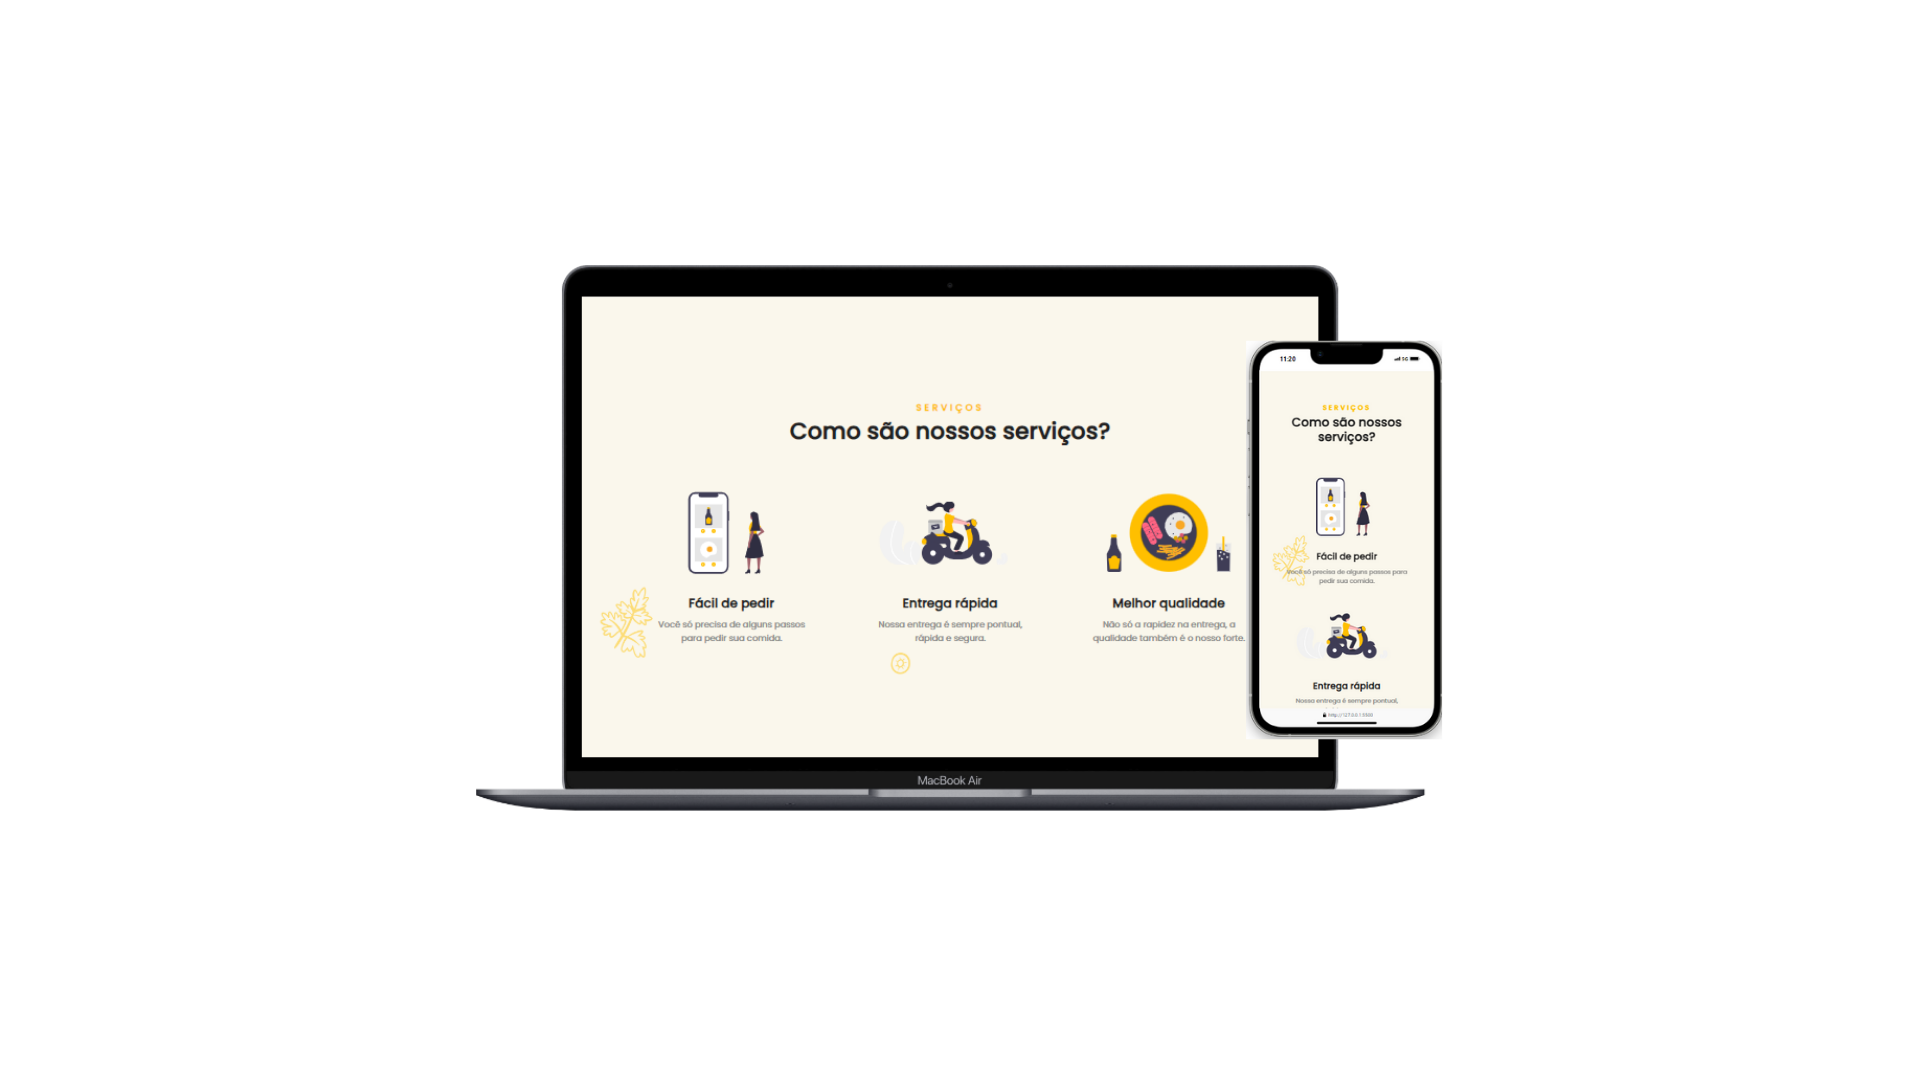 SERVIÇOS
Como são nossos serviços?
Fácil de pedir
Você só precisa de alguns passos
para pedir sua comida.
Entrega rápida
Nossa entrega é sempre pontual,
rápida e segura.
Melhor qualidade
Não só a rapidez na entrega, a
qualidade também é o nosso forte.
MacBook Air
11:20
5G
SERVIÇOS
Como são nossos
serviços?
Fácil de pedir
Você só precisa de alguns passos para
pedir sua comida.
Entrega rápida
Nossa entrega é sempre pontual,